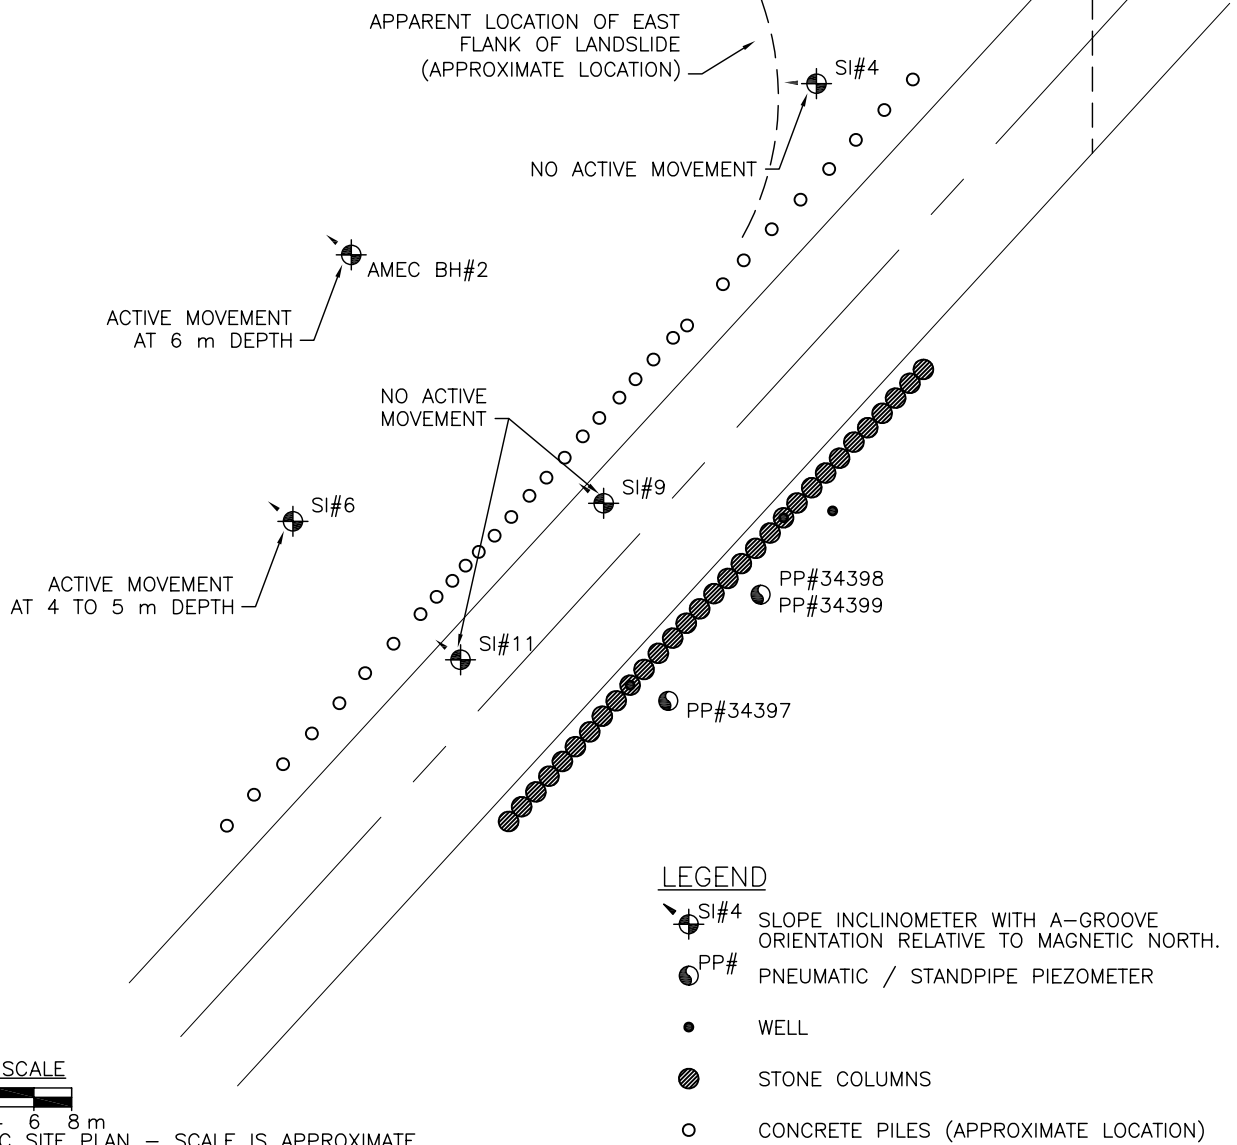 APPARENT LOCATION OF EAST
FLANK OF LANDSLIDE
(APPROXIMATE LOCATION)
SI#4
NO ACTIVE MOVEMENT
AMEC BH#2
ACTIVE MOVEMENT
AT 6 m DEPTH
NO ACTIVE
MOVEMENT
SI#9
SI#6
ACTIVE MOVEMENT
AT 4 TO 5 m DEPTH
PP#34398
PP#34399
SI#11
PP#34397
LEGEND
SI#4 SLOPE INCLINOMETER WITH A-GROOVE
ORIENTATION RELATIVE TO MAGNETIC NORTH.
PP# PNEUMATIC / STANDPIPE PIEZOMETER
WELL
STONE COLUMNS
CONCRETE PILES (APPROXIMATE LOCATION)
SCALE
6 8 m
C SITE PLAN - SCALE IS APPROXIMATE